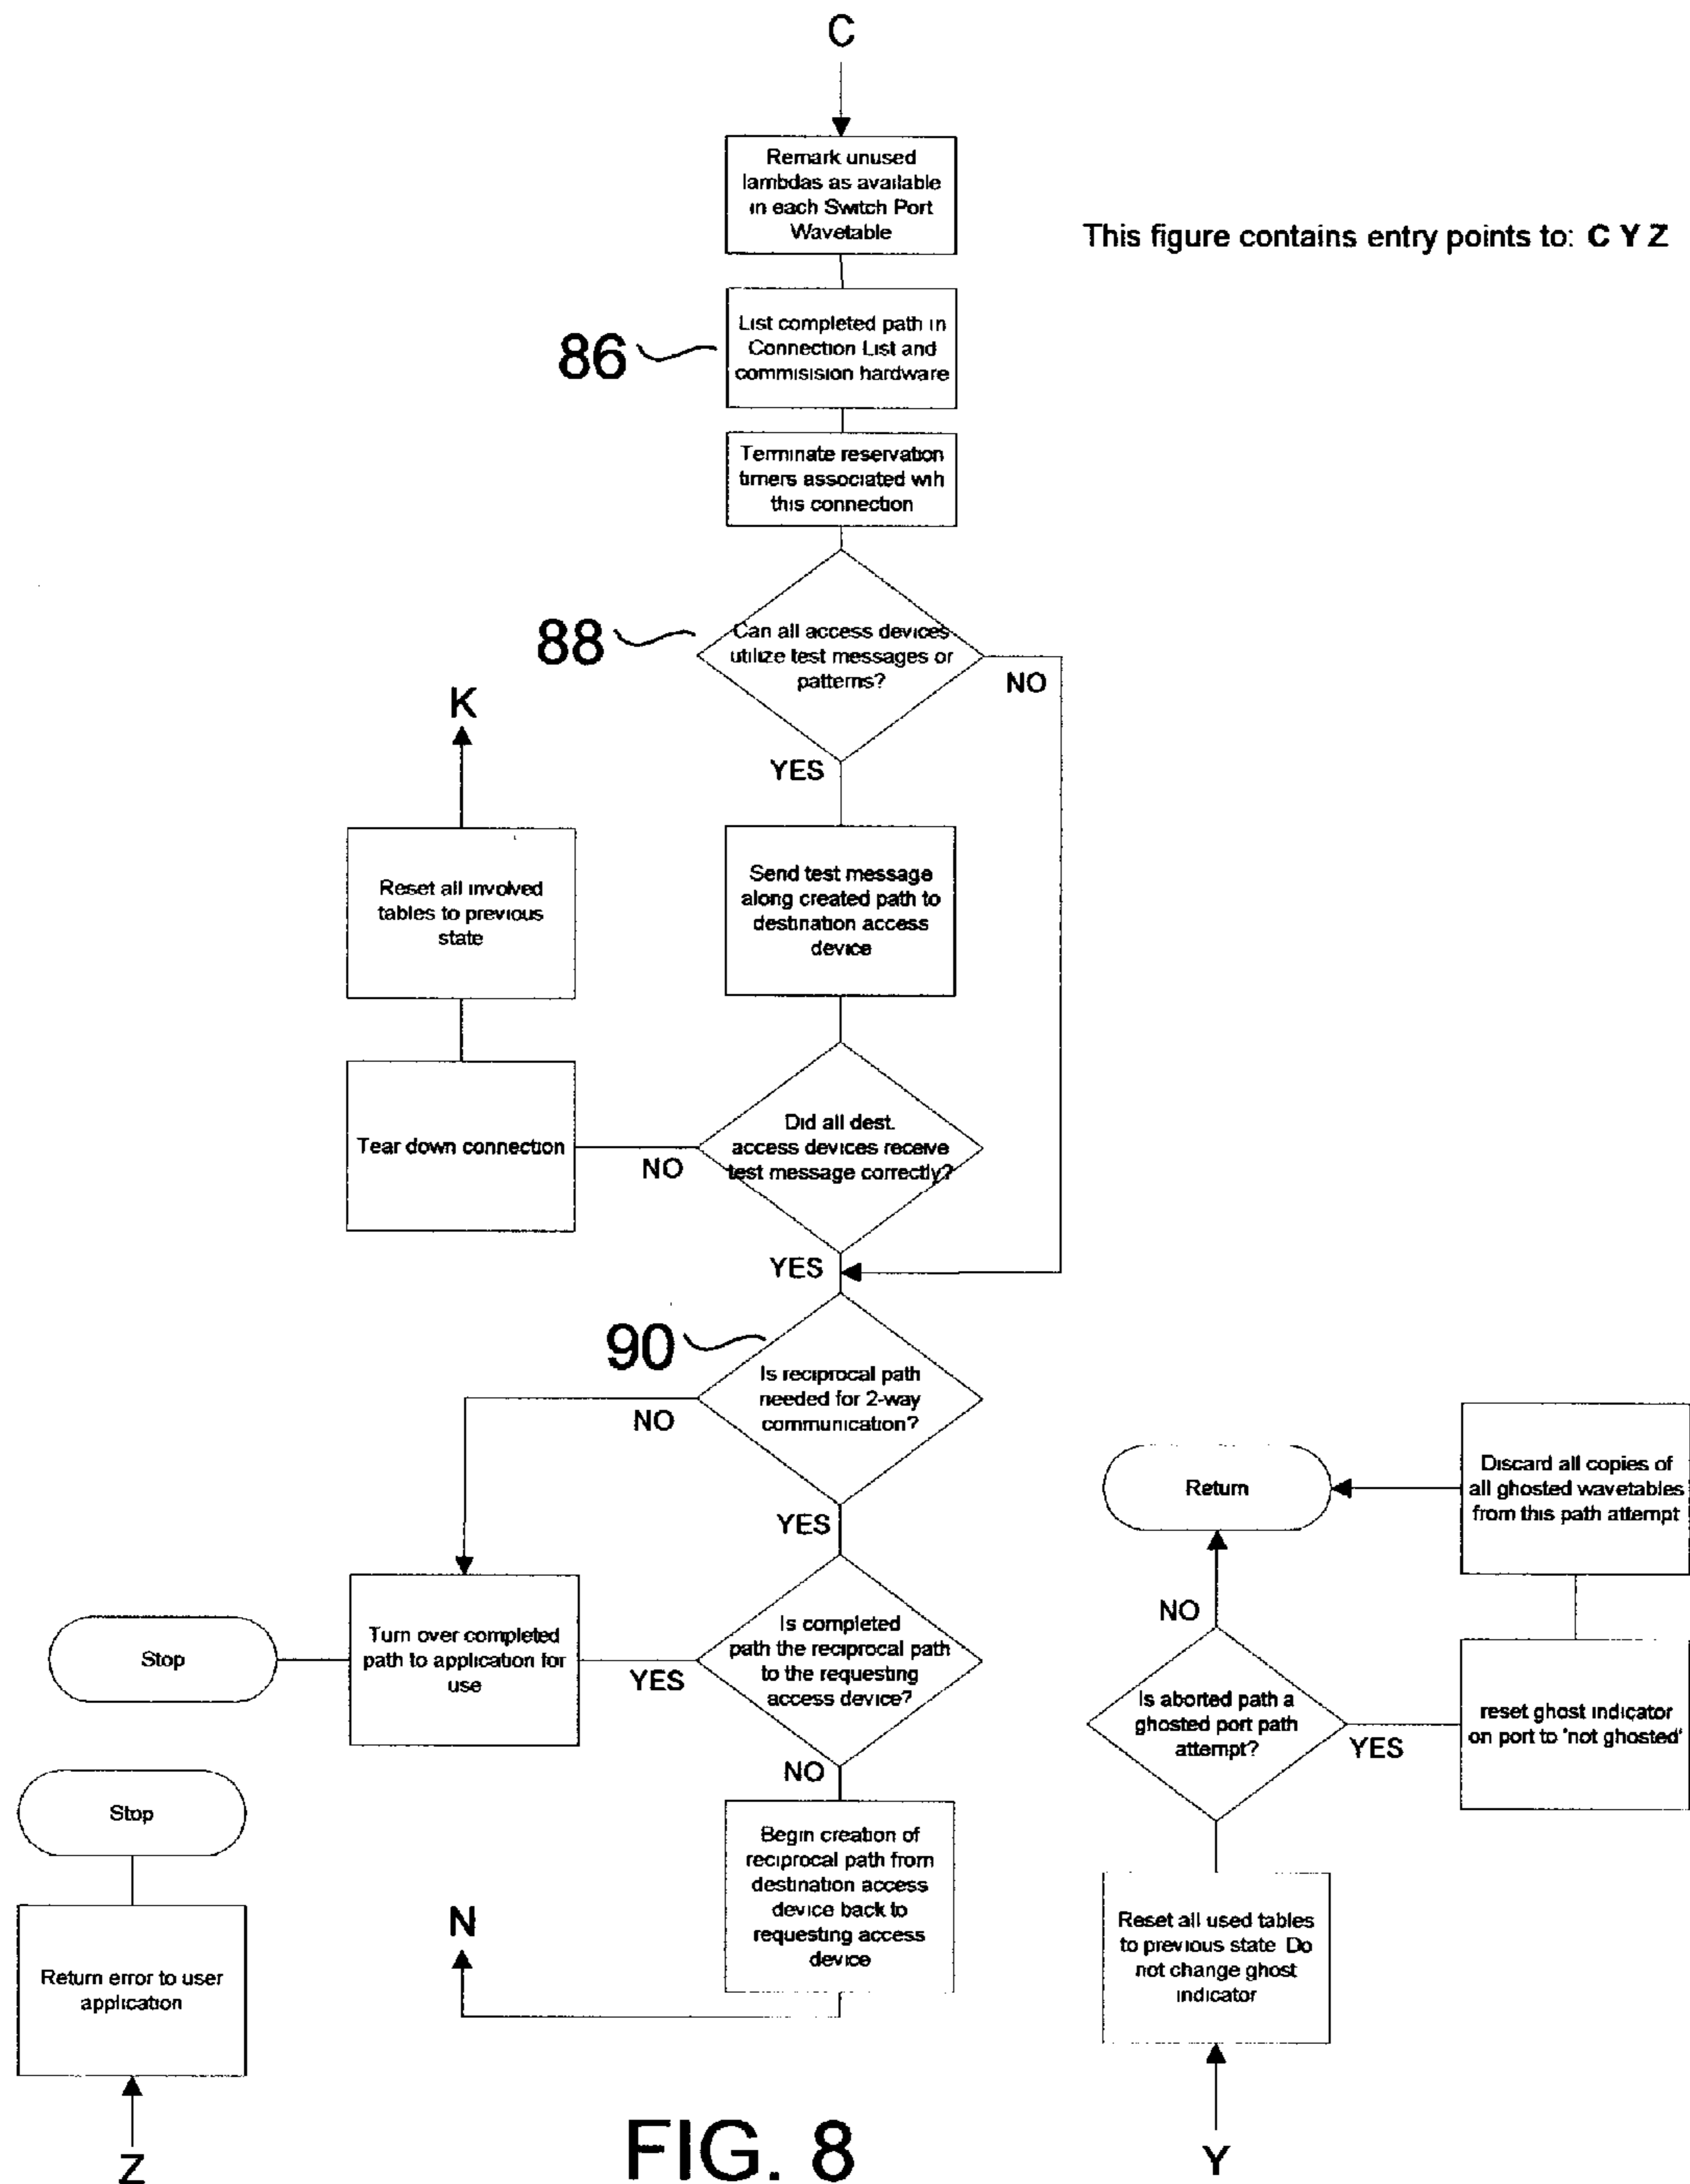 C
Remark unused
lambdas as available
in each Switch Port
Wavetable
This figure contains entry points to: C Y Z
86
List completed path in
Connection List and
commisision hardware
Terminate reservation
timers associated wih
this connection
88
Can all access devices
utilize test messages or
patterns?
NO
YES
K
Reset all involved
tables to previous
state
Send test message
along created path to
destination access
device
Tear down connection
NO
Did all dest.
access devices receive
test message correctly?
YES
90
Is reciprocal path
needed for 2-way
communication?
NO
YES
Return
Discard all copies of
all ghosted wavetables
from this path attempt
Stop
Turn over completed
path to application for
use
YES
Is completed
path the reciprocal path
to the requesting
access device?
NO
NO
Is aborted path a
ghosted port path
attempt?
YES
reset ghost indicator
on port to 'not ghosted'
Stop
Return error to user
application
Z
N
Begin creation of
reciprocal path from
destination access
device back to
requesting access
device
Reset all used tables
to previous state Do
not change ghost
indicator
Y
FIG. 8